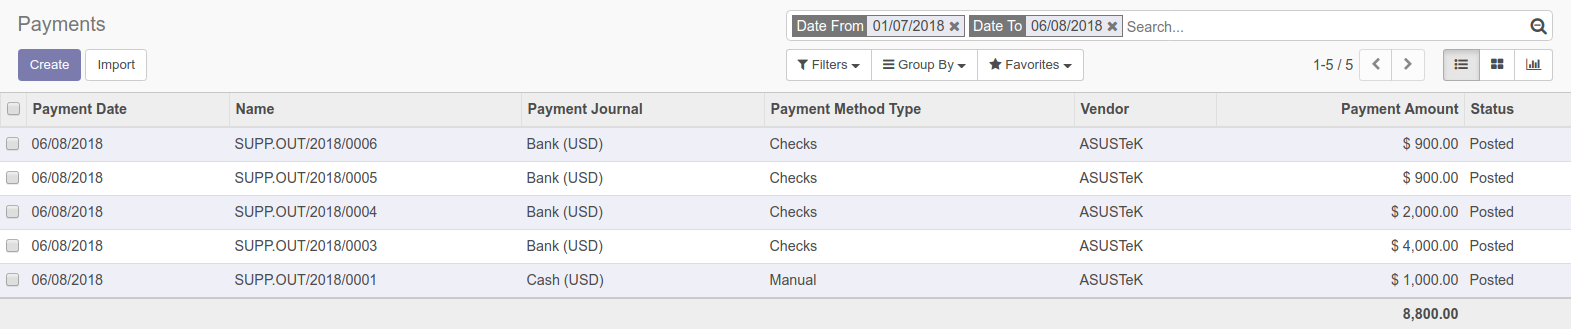 Payments
Date From 01/07/2018 Date To 06/08/2018 Search...
Create Import
Filters Group By Favorites 1-5 / 5
Payment Date Name Payment Journal Payment Method Type Vendor Payment Amount Status
06/08/2018 SUPP.OUT/2018/0006 Bank (USD) Checks ASUSTeK $ 900.00 Posted
06/08/2018 SUPP.OUT/2018/0005 Bank (USD) Checks ASUSTeK $ 900.00 Posted
06/08/2018 SUPP.OUT/2018/0004 Bank (USD) Checks ASUSTeK $ 2,000.00 Posted
06/08/2018 SUPP.OUT/2018/0003 Bank (USD) Checks ASUSTeK $ 4,000.00 Posted
06/08/2018 SUPP.OUT/2018/0001 Cash (USD) Manual ASUSTeK $ 1,000.00 Posted
8,800.00